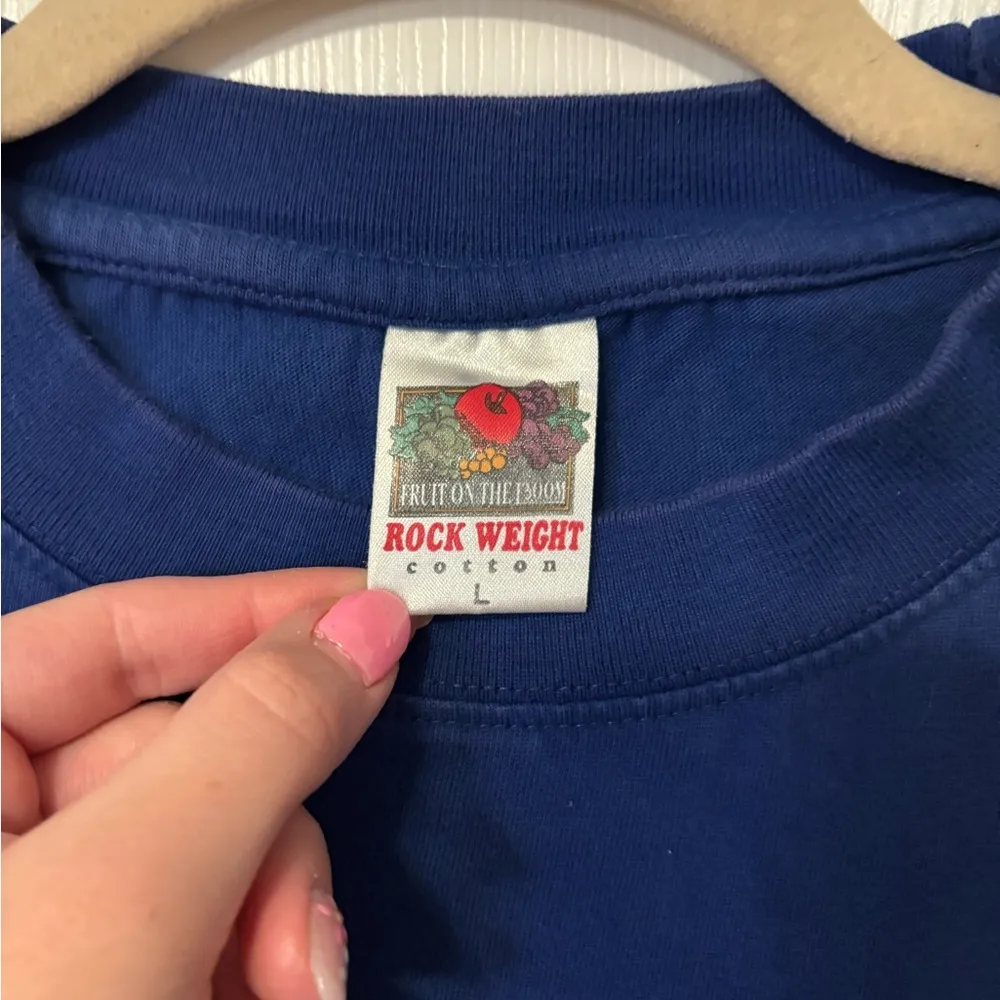 FRUIT ON THE
ROCK WEIGHT
cotton
L